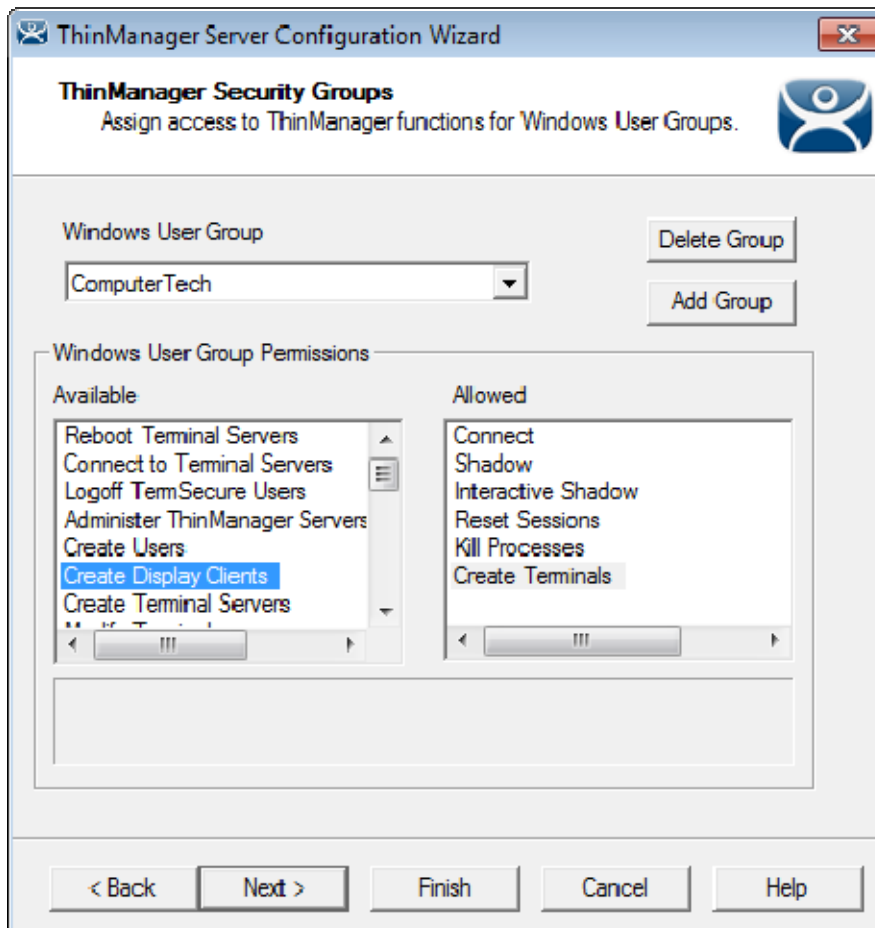 ThinManager Server Configuration Wizard
ThinManager Security Groups
Assign access to ThinManager functions for Windows User Groups.
Windows User Group
Delete Group
ComputerTech
Add Group
Windows User Group Permissions
Available
Allowed
Reboot Terminal Servers
Connect to Terminal Servers
Logoff TermSecure Users
Administer ThinManager Servers
Create Users
Create Display Clients
Create Terminal Servers
Connect
Shadow
Interactive Shadow
Reset Sessions
Kill Processes
Create Terminals
< Back
Next >
Finish
Cancel
Help